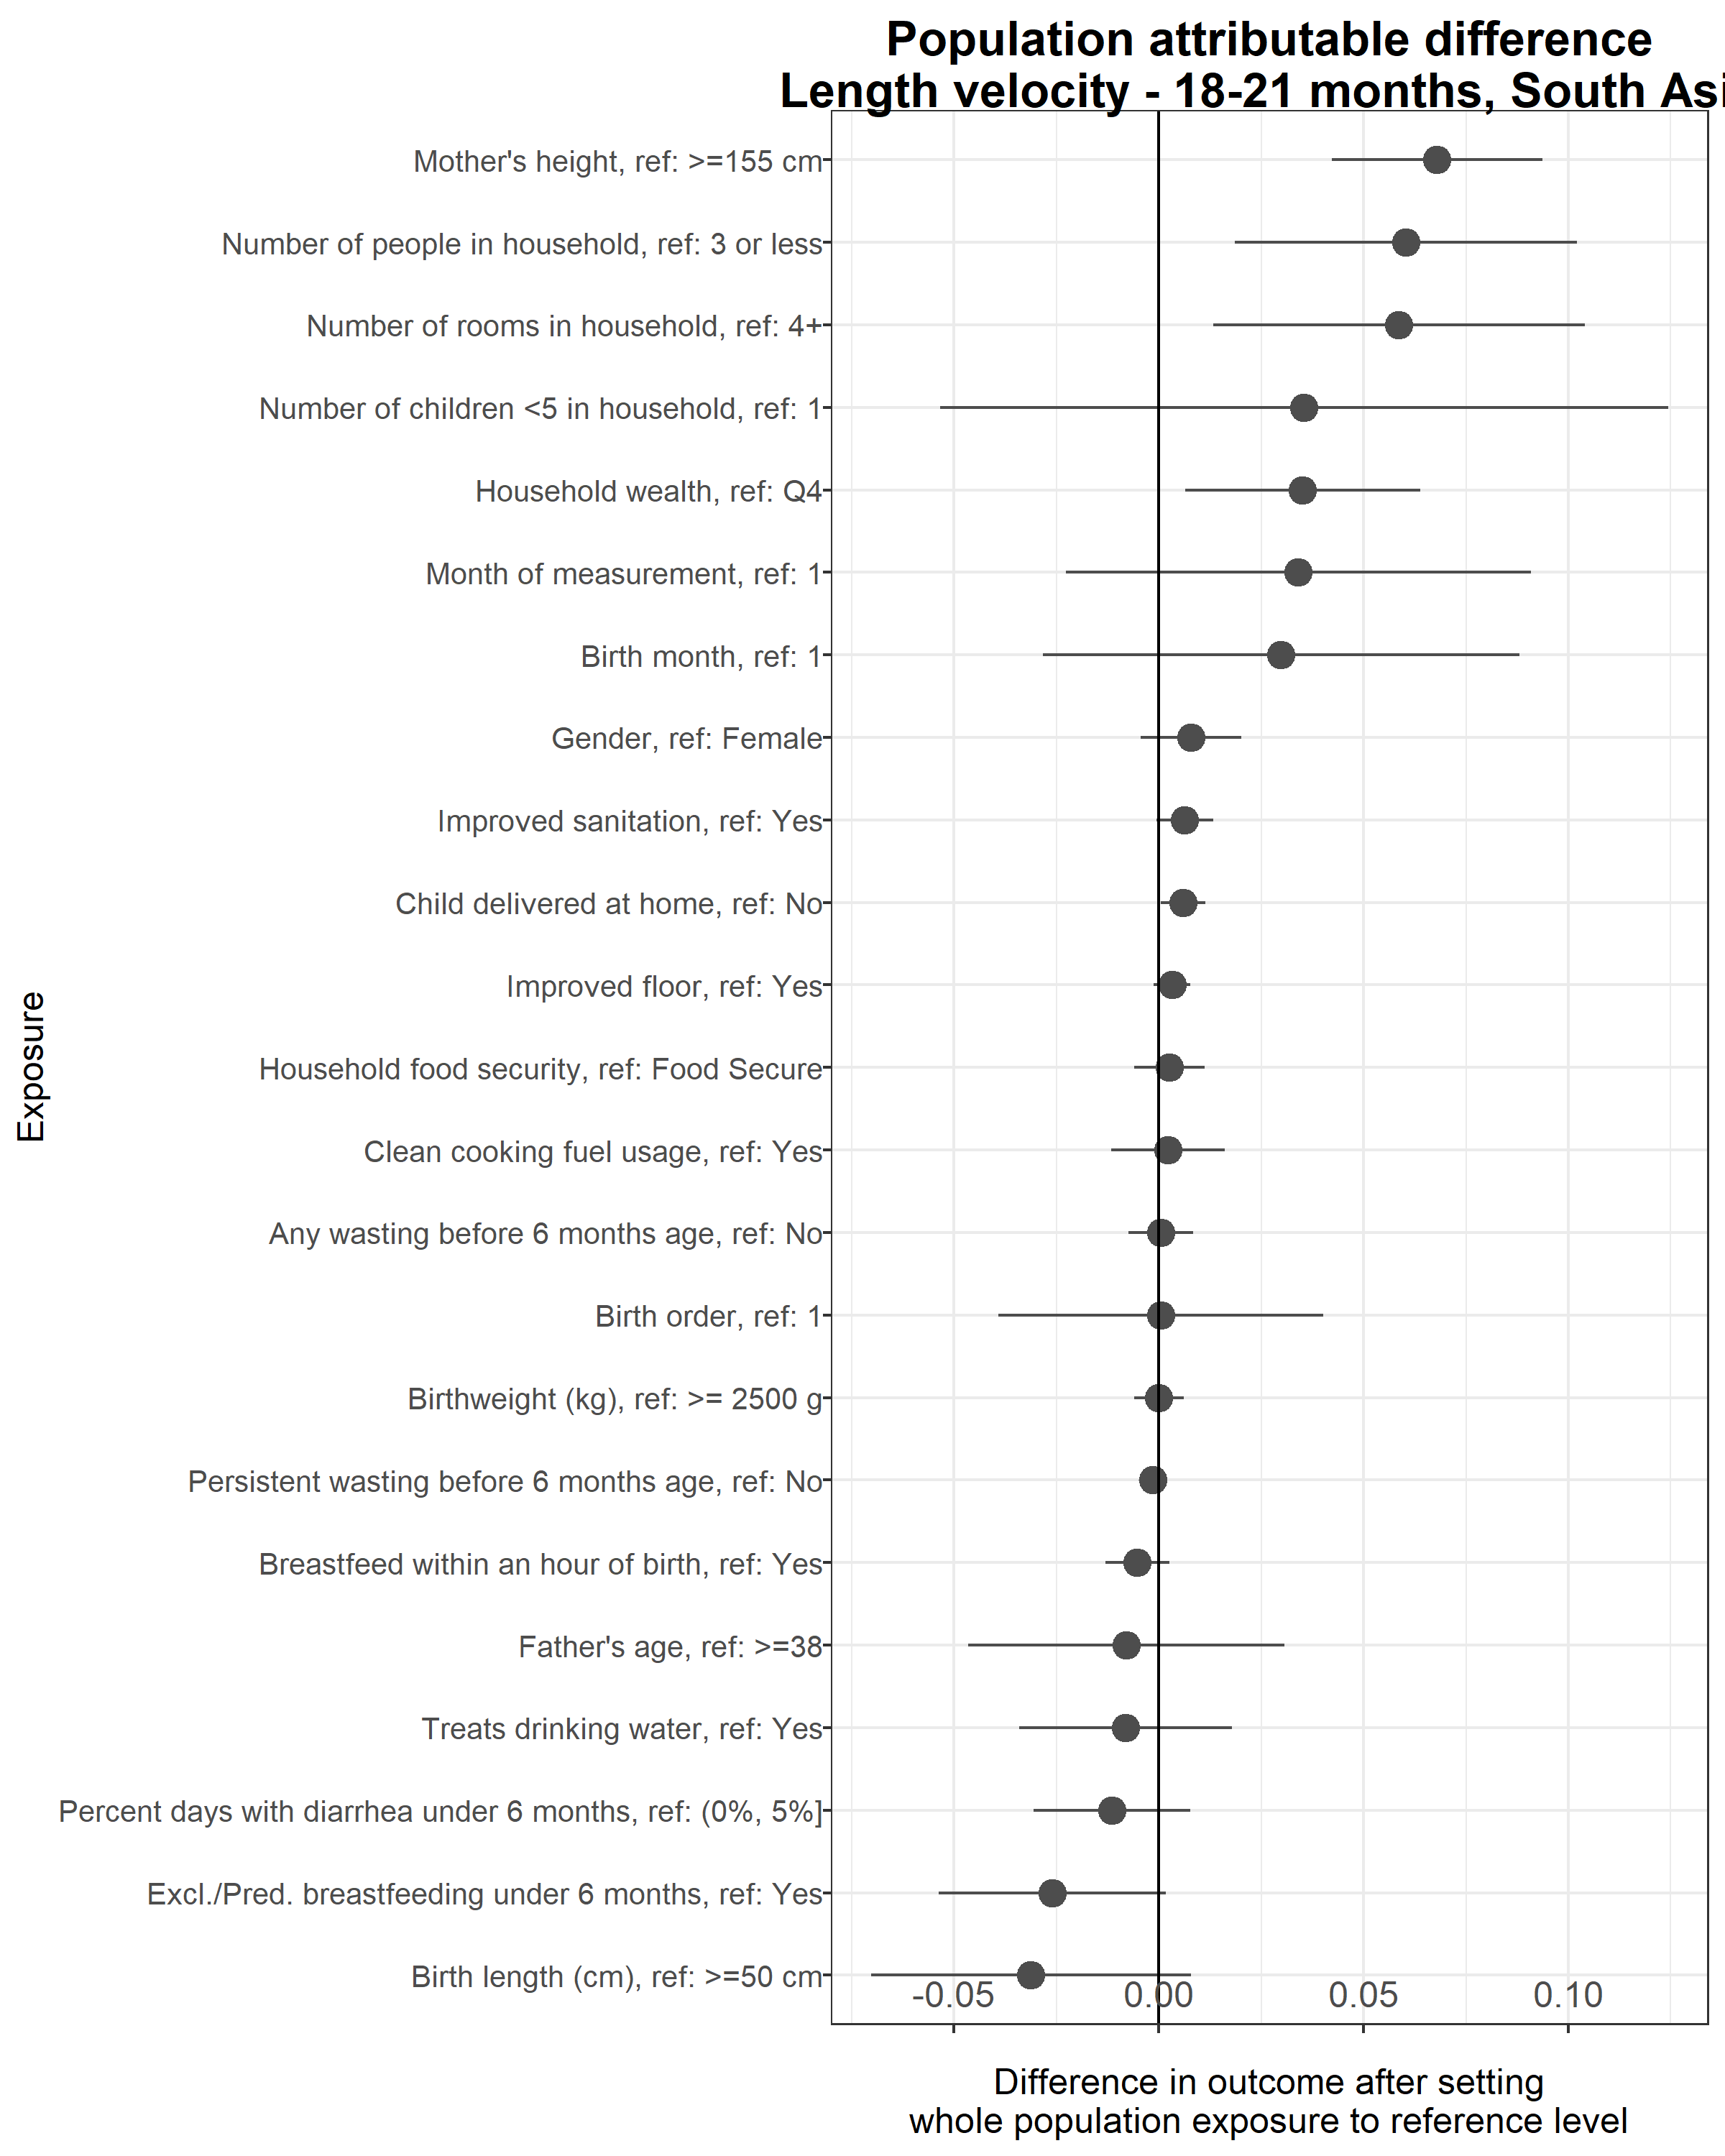 Population attributable difference
Length velocity - 18-21 months, South Asi
Mother's height, ref: >=155 cm
Number of people in household, ref: 3 or less
Number of rooms in household, ref: 4+
Number of children <5 in household, ref: 1
Household wealth, ref: Q4
Month of measurement, ref: 1
Birth month, ref: 1
Gender, ref: Female
Improved sanitation, ref: Yes
Child delivered at home, ref: No
Improved floor, ref: Yes
Household food security, ref: Food Secure
Clean cooking fuel usage, ref: Yes
Any wasting before 6 months age, ref: No
Birth order, ref: 1
Birthweight (kg), ref: >= 2500 g
Persistent wasting before 6 months age, ref: No
Breastfeed within an hour of birth, ref: Yes
Father's age, ref: >=38
Treats drinking water, ref: Yes
Percent days with diarrhea under 6 months, ref: (0%, 5%]
Excl./Pred. breastfeeding under 6 months, ref: Yes
Birth length (cm), ref: >=50 cm
Exposure
-0.05 0.00 0.05 0.10
Difference in outcome after setting
whole population exposure to reference level